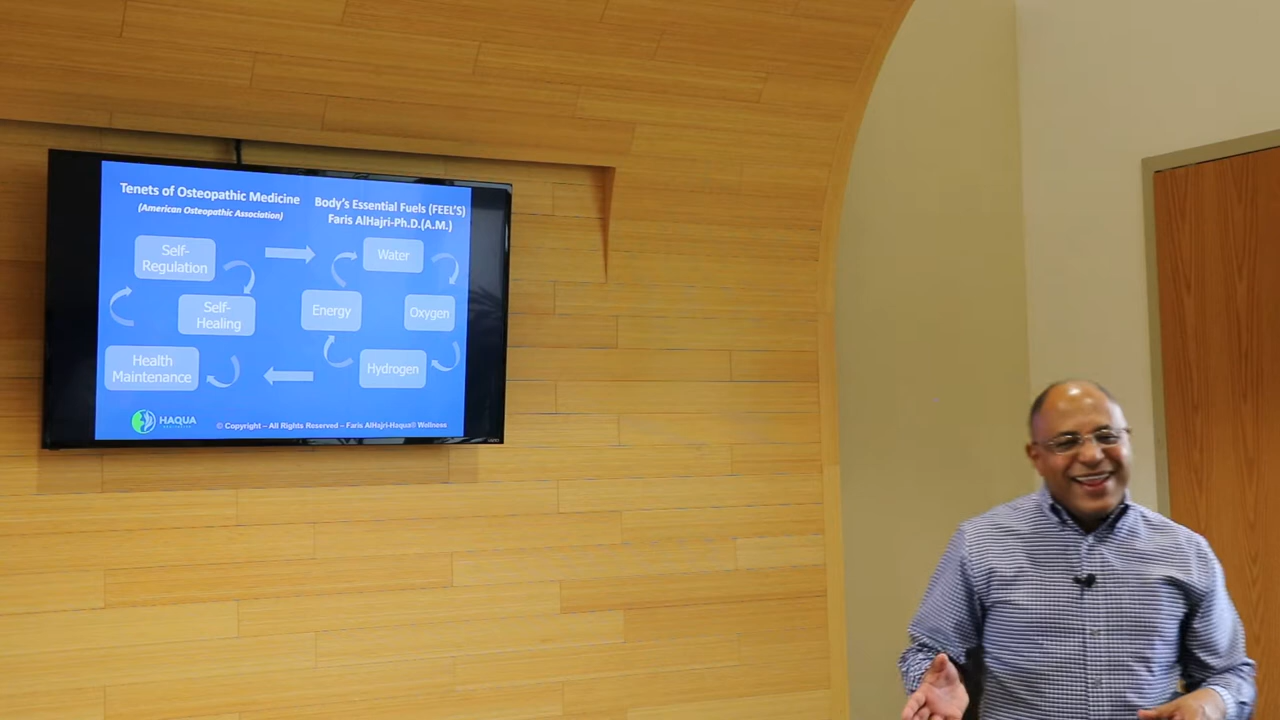 Tenets of Osteopathic Medicine
(American Osteopathic Association)
Body's Essential Fuels (FEEL'S)
Faris AlHajri-Ph.D.(A.M.)
Self-
Regulation
Self-
Healing
Health
Maintenance
Water
Energy
Oxygen
Hydrogen
HAQUA
© Copyright – All Rights Reserved – Faris AlHajri-Haqua® Wellness